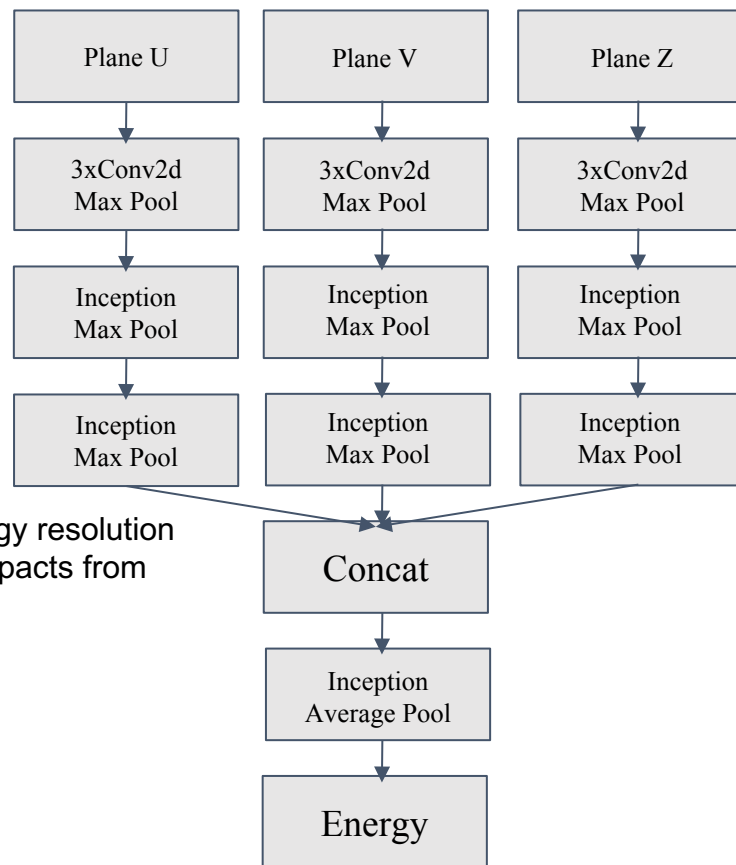 Plane U
Plane V
Plane Z
3xConv2d
Max Pool
3xConv2d
Max Pool
3xConv2d
Max Pool
Inception
Max Pool
Inception
Max Pool
Inception
Max Pool
Inception
Max Pool
Inception
Max Pool
Inception
Max Pool
gy resolution
pacts from
Concat
Inception
Average Pool
Energy